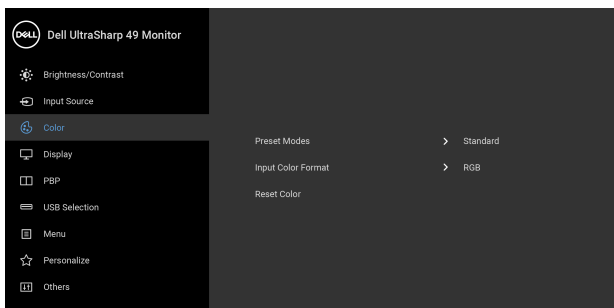 DELL Dell UltraSharp 49 Monitor
Brightness/Contrast
Input Source
Color
Display
PBP
USB Selection
Menu
Personalize
Others
Preset Modes > Standard
Input Color Format > RGB
Reset Color